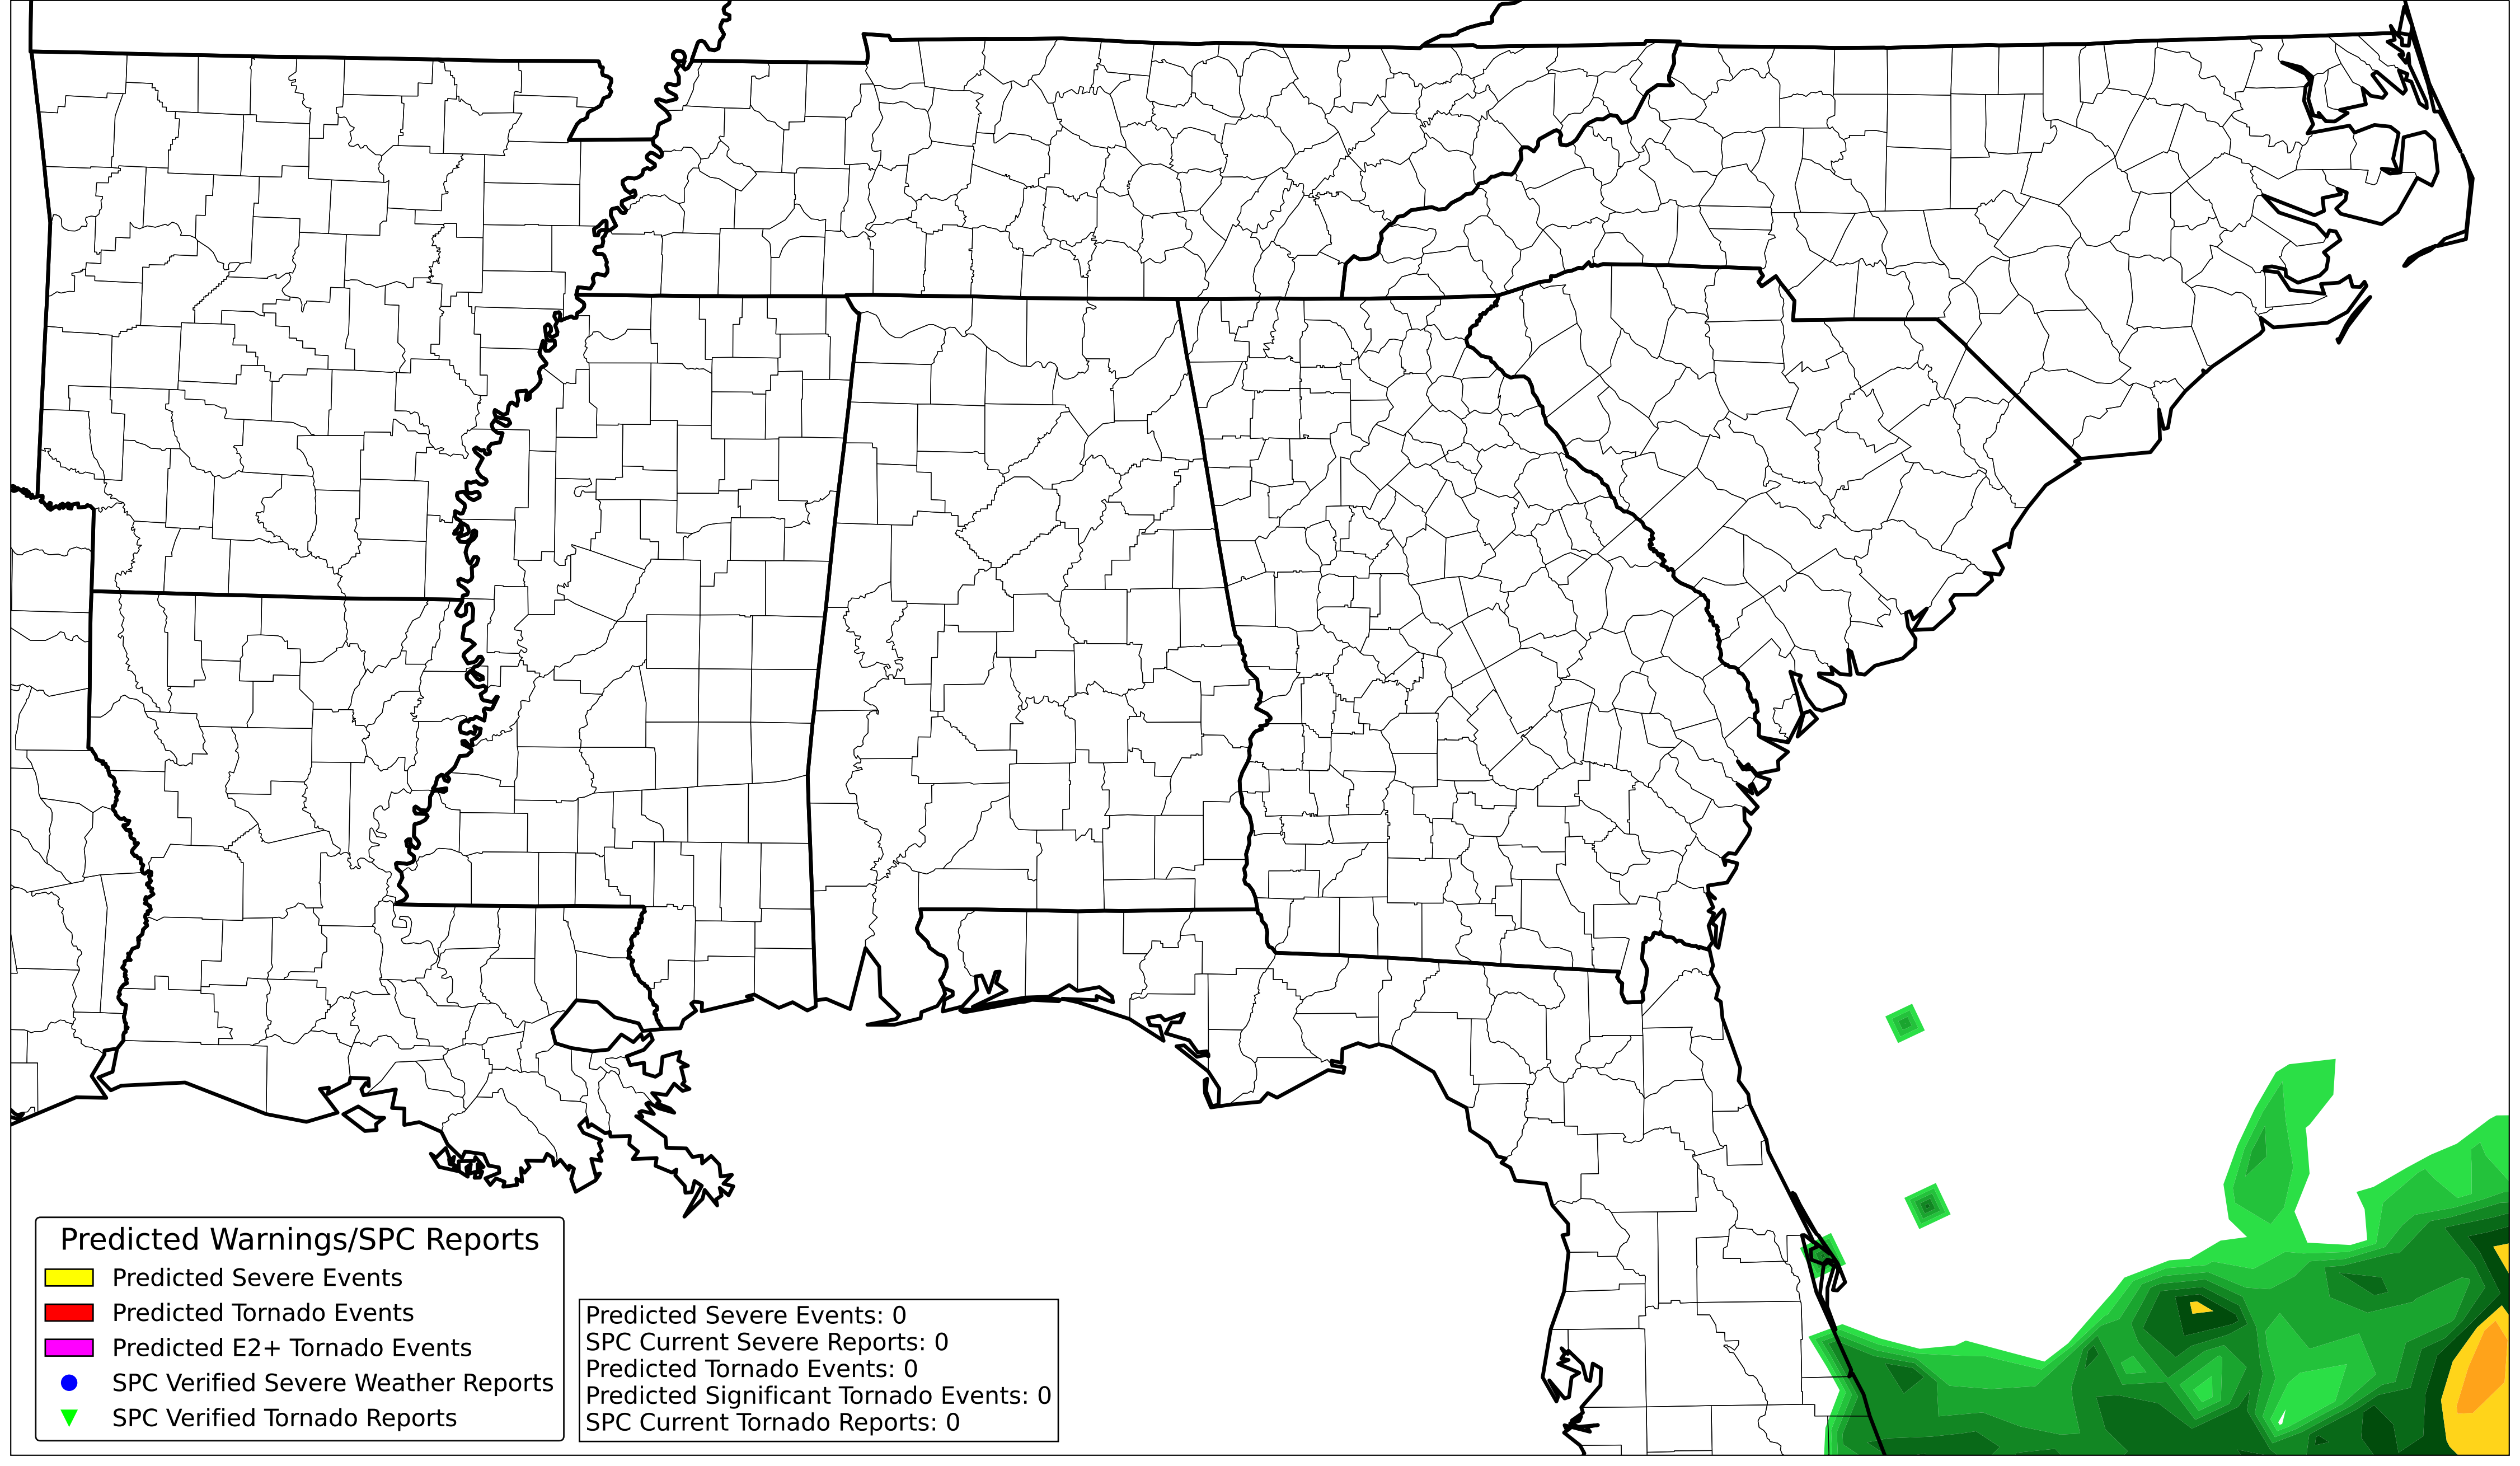 Predicted Warnings/SPC Reports
Predicted Severe Events
Predicted Tornado Events
Predicted E2+ Tornado Events
SPC Verified Severe Weather Reports
SPC Verified Tornado Reports
Predicted Severe Events: 0
SPC Current Severe Reports: 0
Predicted Tornado Events: 0
Predicted Significant Tornado Events: 0
SPC Current Tornado Reports: 0